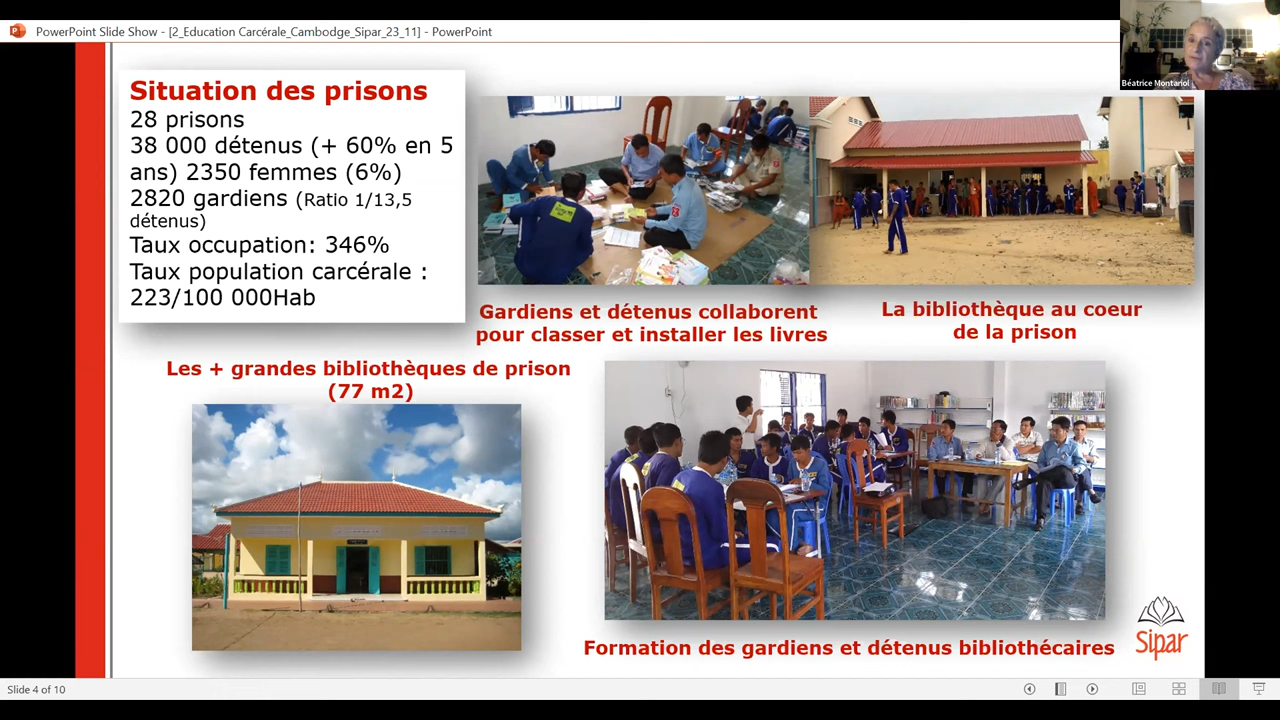 PowerPoint Slide Show - [2_Education Carcérale_Cambodge_Sipar_23_11] - PowerPoint
Béatrice Montariol
Situation des prisons
28 prisons
38 000 détenus (+ 60% en 5
ans) 2350 femmes (6%)
2820 gardiens (Ratio 1/13,5
détenus)
Taux occupation: 346%
Taux population carcérale :
223/100 000Hab
Gardiens et détenus collaborent
pour classer et installer les livres
La bibliothèque au coeur
de la prison
Les + grandes bibliothèques de prison
(77 m2)
Formation des gardiens et détenus bibliothécaires
Sipar
Slide 4 of 10